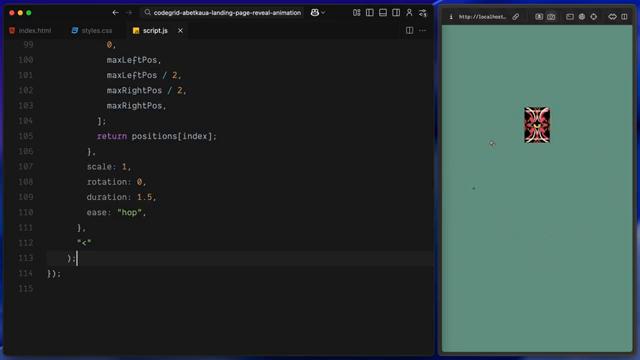 codegrid-abetkaua-landing-page-reveal-animation
index.html
styles.css
script.js
http://localhost...
99 0,
100 maxLeftPos,
101 maxLeftPos / 2,
102 maxRightPos / 2,
103 maxRightPos,
104 ];
105 return positions[index];
106 },
107 scale: 1,
108 rotation: 0,
109 duration: 1.5,
110 ease: "hop",
111 },
112 "<"
113 );
114 });
115